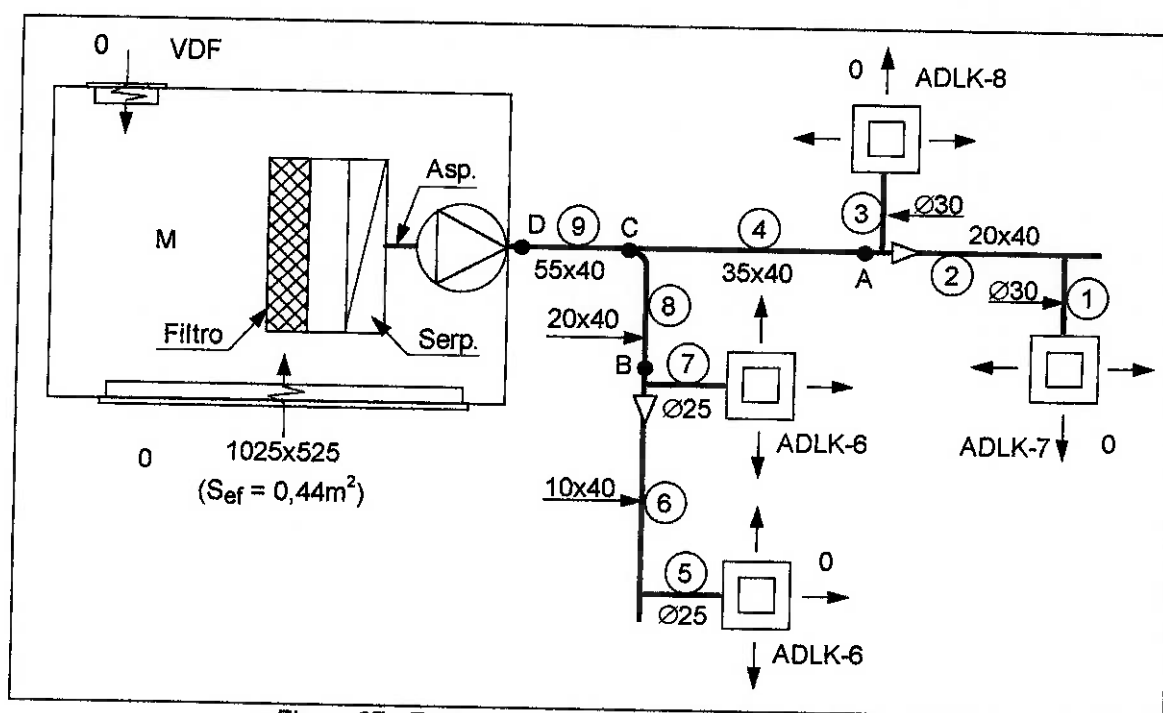 0 VDF
0
ADLK-8
Asp.
M
D
9
C
4
3
Ø30
20x40
55x40
35x40
A
2
Ø30
1
8
Filtro
Serp.
20x40
B
7
Ø25
ADLK-6
ADLK-7
0
0
1025x525
(Sef = 0,44m²)
10x40
6
5
0
Ø25
ADLK-6